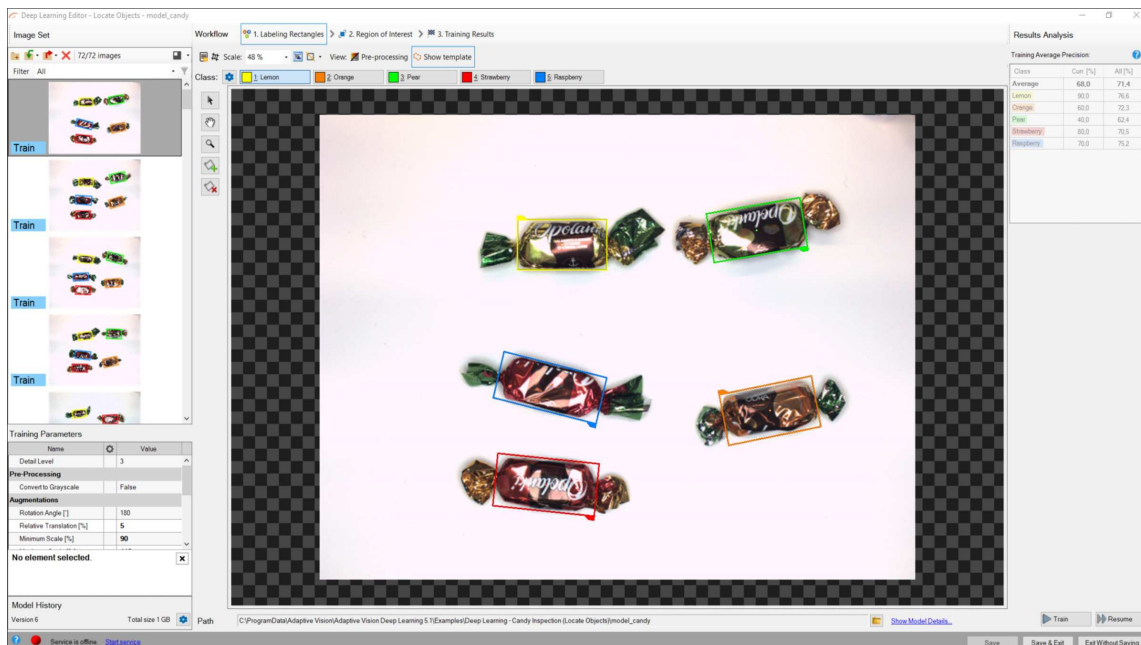 Deep Learning Editor - Locate Objects - model_candy
Image Set
72/72 images
Filter All
Train
Train
Train
Train
Training Parameters
Name Value
Detail Level 3
Pre-Processing
Convert to Grayscale False
Augmentations
Rotation Angle [°] 180
Relative Translation [%] 5
Minimum Scale [%] 90
No element selected.
Model History
Version 6 Total size 1 GB
Service is offline. Start service
Workflow 1. Labeling Rectangles 2. Region of Interest 3. Training Results
Scale: 48 % View: Pre-processing Show template
Class: 1: Lemon 2: Orange 3: Pear 4: Strawberry 5: Raspberry
Opolanki
Opolanki
Path C:\ProgramData\Adaptive Vision\Adaptive Vision Deep Learning 5.1\Examples\Deep Learning - Candy Inspection (Locate Objects)\model_candy
Show Model Details...
Results Analysis
Training Average Precision:
Class Curr. [%] All [%]
Average 68,0 71,4
Lemon 90,0 76,6
Orange 60,0 72,3
Pear 40,0 62,4
Strawberry 80,0 70,5
Raspberry 70,0 75,2
Train Resume
Save Save & Exit Exit Without Saving